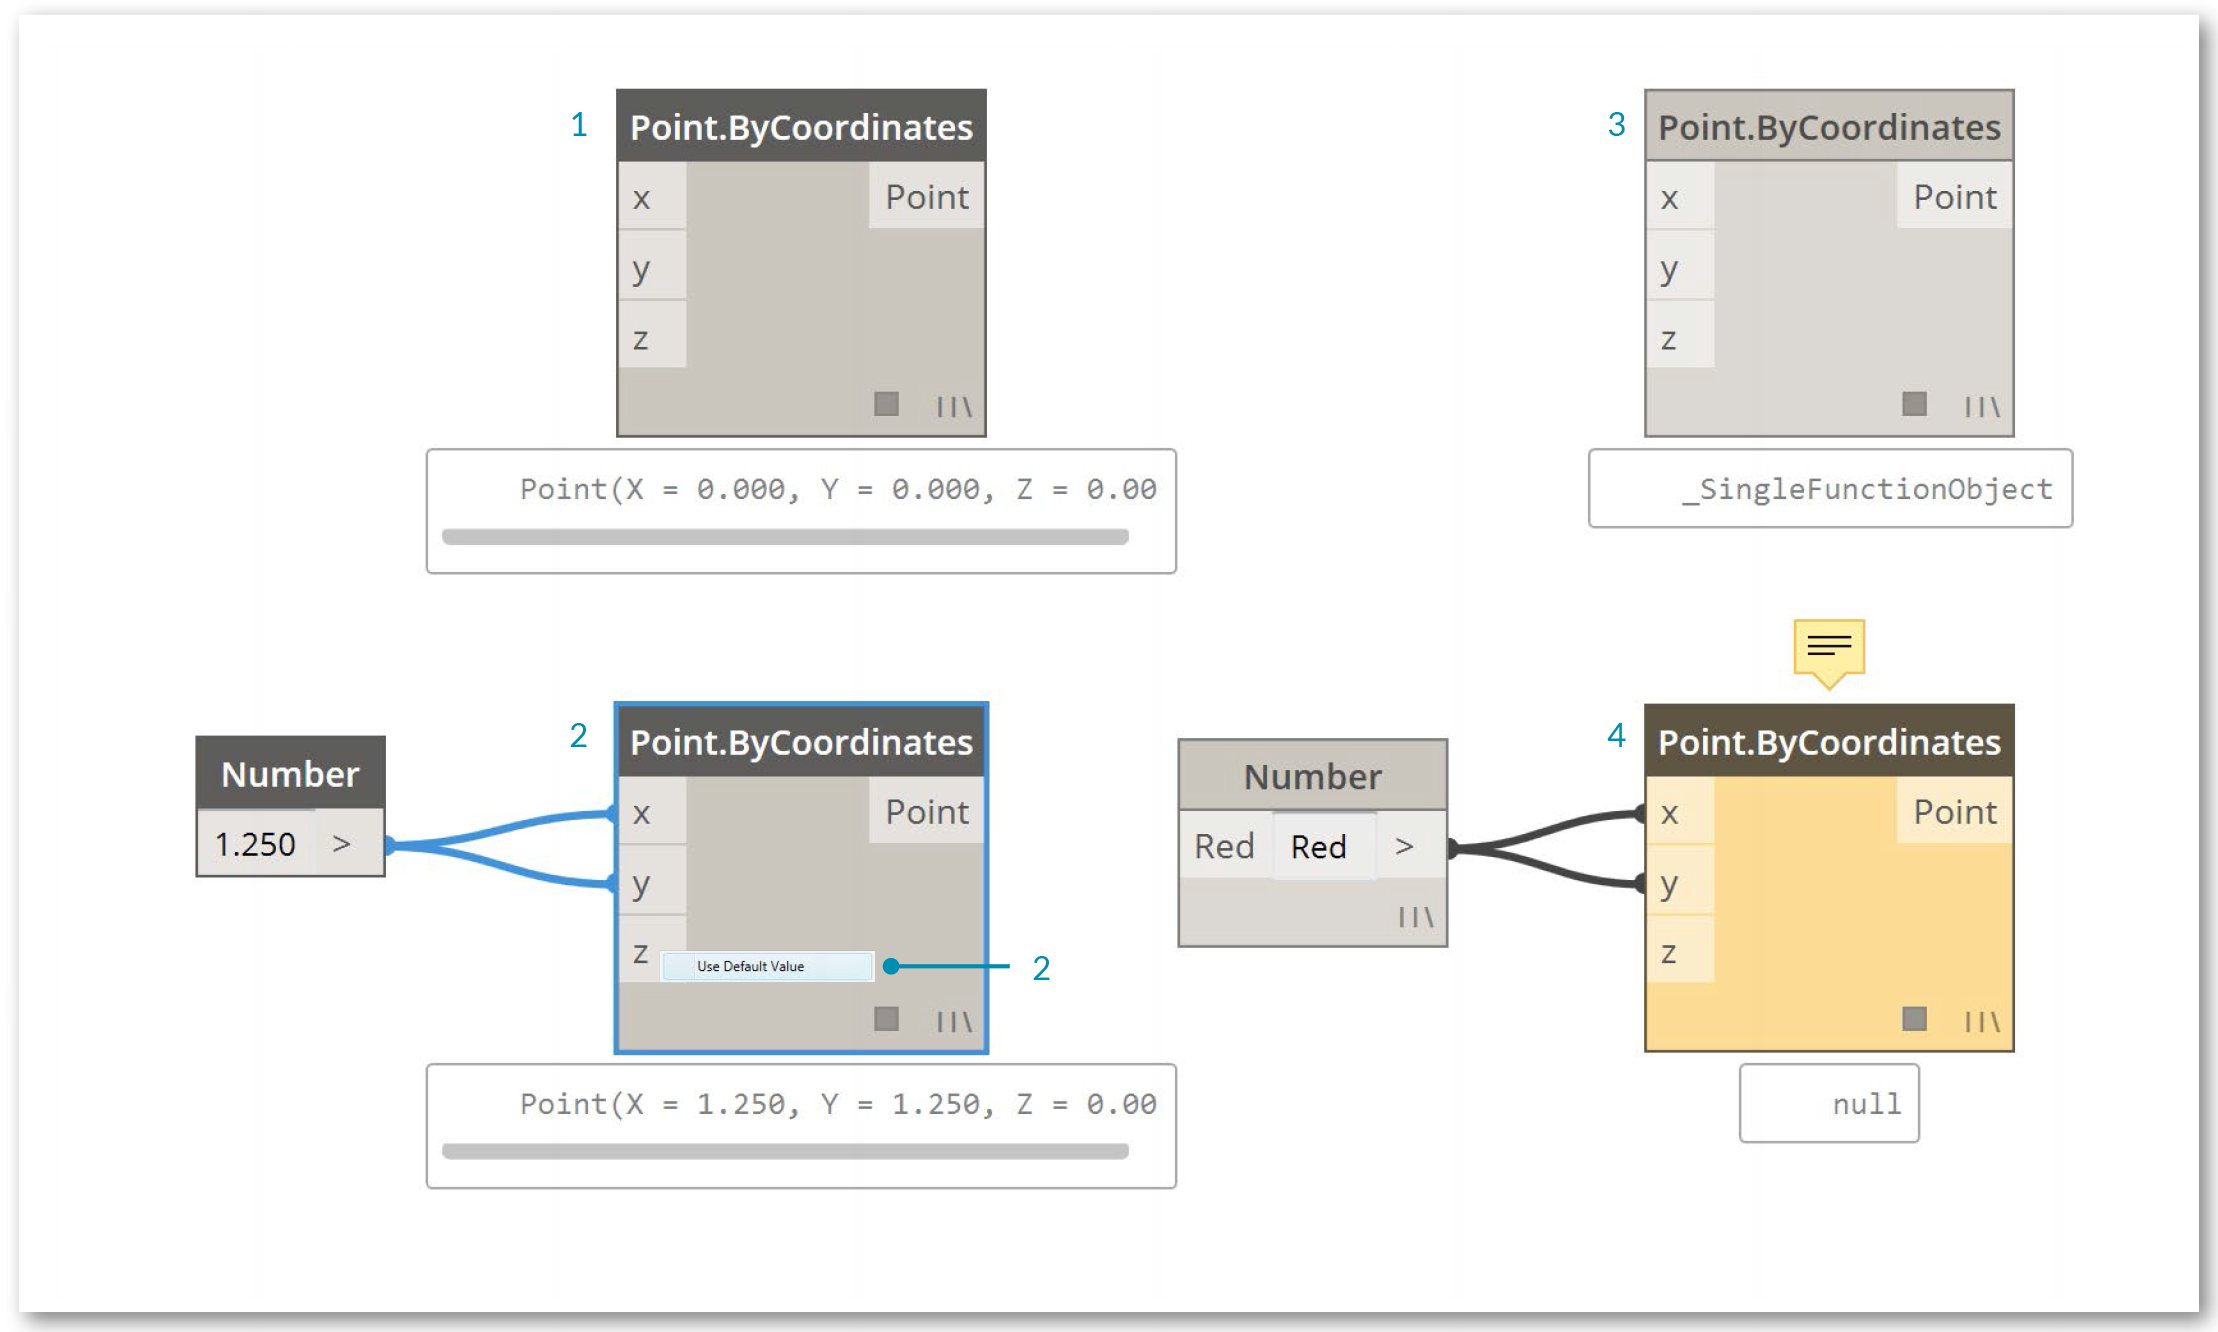 1
Point.ByCoordinates
x
Point
y
z
||\
Point(X = 0.000, Y = 0.000, Z = 0.00
3
Point.ByCoordinates
x
Point
y
z
||\
_SingleFunctionObject
Number
1.250 >
2
Point.ByCoordinates
x
Point
y
z
Use Default Value
2
||\
Point(X = 1.250, Y = 1.250, Z = 0.00
Number
Red Red >
||\
4
Point.ByCoordinates
x
Point
y
z
||\
null